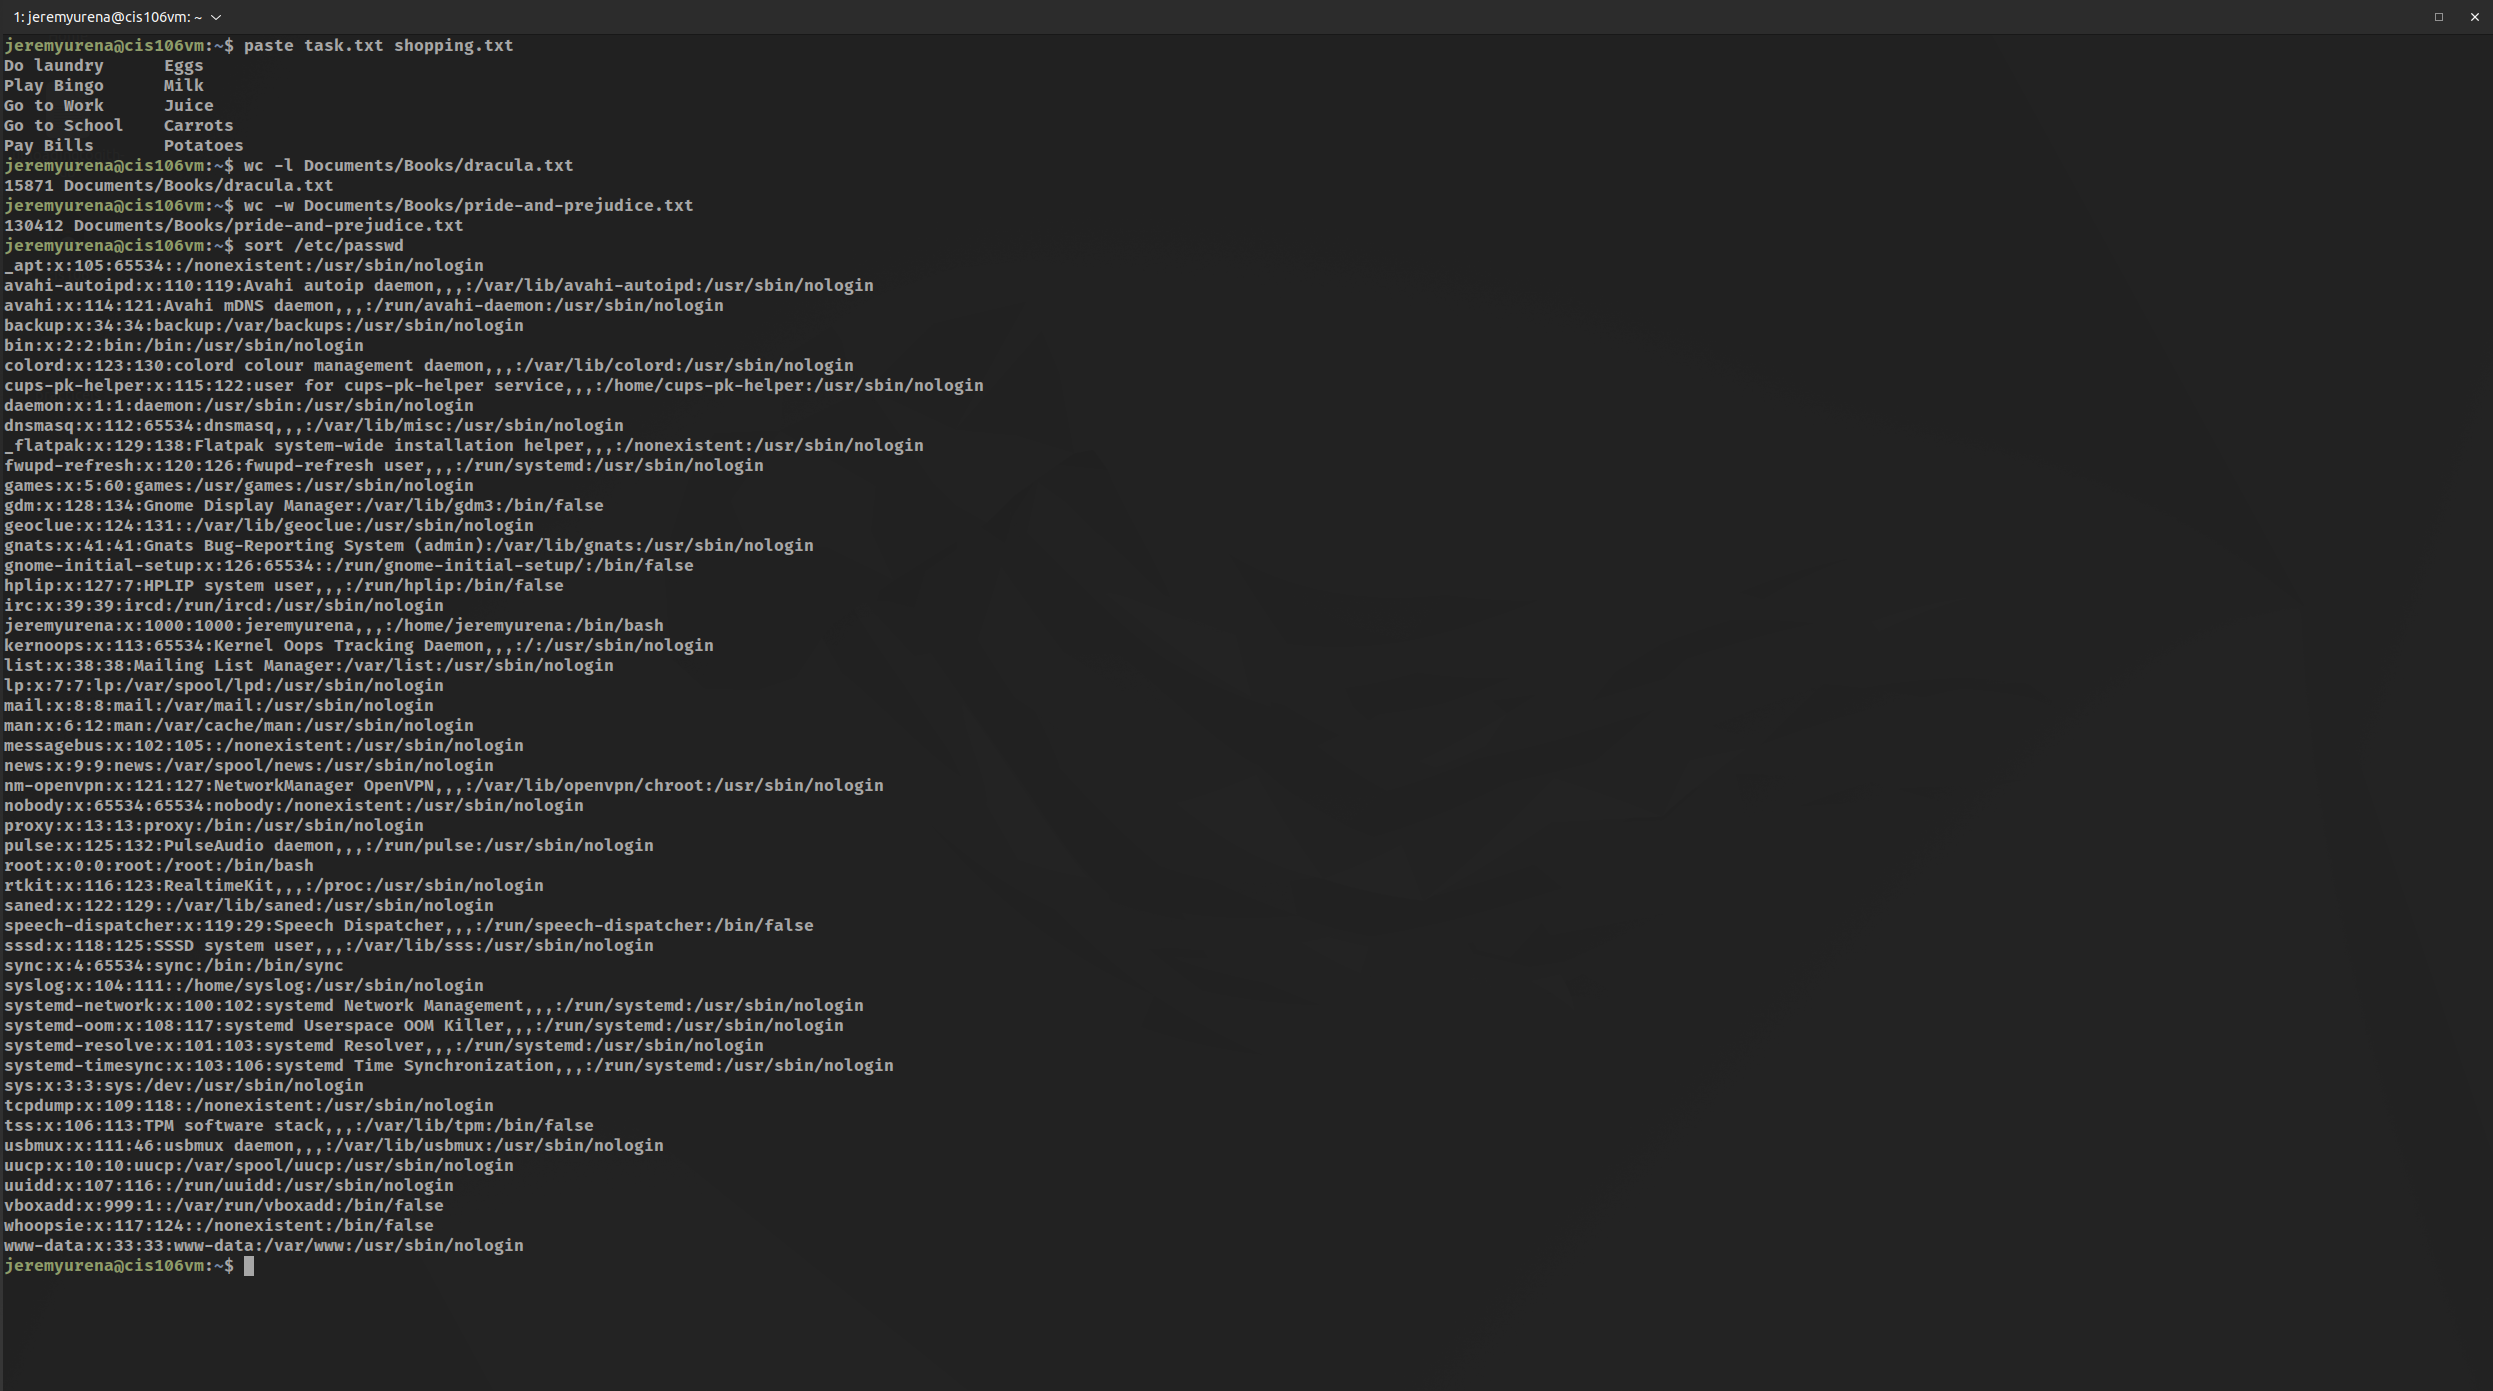 1: jeremyurena@cis106vm: ~
jeremyurena@cis106vm:~$ paste task.txt shopping.txt
Do laundry      Eggs
Play Bingo      Milk
Go to Work      Juice
Go to School    Carrots
Pay Bills       Potatoes
jeremyurena@cis106vm:~$ wc -l Documents/Books/dracula.txt
15871 Documents/Books/dracula.txt
jeremyurena@cis106vm:~$ wc -w Documents/Books/pride-and-prejudice.txt
130412 Documents/Books/pride-and-prejudice.txt
jeremyurena@cis106vm:~$ sort /etc/passwd
_apt:x:105:65534::/nonexistent:/usr/sbin/nologin
avahi-autoipd:x:110:119:Avahi autoip daemon,,,:/var/lib/avahi-autoipd:/usr/sbin/nologin
avahi:x:114:121:Avahi mDNS daemon,,,:/run/avahi-daemon:/usr/sbin/nologin
backup:x:34:34:backup:/var/backups:/usr/sbin/nologin
bin:x:2:2:bin:/bin:/usr/sbin/nologin
colord:x:123:130:colord colour management daemon,,,:/var/lib/colord:/usr/sbin/nologin
cups-pk-helper:x:115:122:user for cups-pk-helper service,,,:/home/cups-pk-helper:/usr/sbin/nologin
daemon:x:1:1:daemon:/usr/sbin:/usr/sbin/nologin
dnsmasq:x:112:65534:dnsmasq,,,:/var/lib/misc:/usr/sbin/nologin
_flatpak:x:129:138:Flatpak system-wide installation helper,,,:/nonexistent:/usr/sbin/nologin
fwupd-refresh:x:120:126:fwupd-refresh user,,,:/run/systemd:/usr/sbin/nologin
games:x:5:60:games:/usr/games:/usr/sbin/nologin
gdm:x:128:134:Gnome Display Manager:/var/lib/gdm3:/bin/false
geoclue:x:124:131::/var/lib/geoclue:/usr/sbin/nologin
gnats:x:41:41:Gnats Bug-Reporting System (admin):/var/lib/gnats:/usr/sbin/nologin
gnome-initial-setup:x:126:65534::/run/gnome-initial-setup/:/bin/false
hplip:x:127:7:HPLIP system user,,,:/run/hplip:/bin/false
irc:x:39:39:ircd:/run/ircd:/usr/sbin/nologin
jeremyurena:x:1000:1000:jeremyurena,,,:/home/jeremyurena:/bin/bash
kernoops:x:113:65534:Kernel Oops Tracking Daemon,,,:/:/usr/sbin/nologin
list:x:38:38:Mailing List Manager:/var/list:/usr/sbin/nologin
lp:x:7:7:lp:/var/spool/lpd:/usr/sbin/nologin
mail:x:8:8:mail:/var/mail:/usr/sbin/nologin
man:x:6:12:man:/var/cache/man:/usr/sbin/nologin
messagebus:x:102:105::/nonexistent:/usr/sbin/nologin
news:x:9:9:news:/var/spool/news:/usr/sbin/nologin
nm-openvpn:x:121:127:NetworkManager OpenVPN,,,:/var/lib/openvpn/chroot:/usr/sbin/nologin
nobody:x:65534:65534:nobody:/nonexistent:/usr/sbin/nologin
proxy:x:13:13:proxy:/bin:/usr/sbin/nologin
pulse:x:125:132:PulseAudio daemon,,,:/run/pulse:/usr/sbin/nologin
root:x:0:0:root:/root:/bin/bash
rtkit:x:116:123:RealtimeKit,,,:/proc:/usr/sbin/nologin
saned:x:122:129::/var/lib/saned:/usr/sbin/nologin
speech-dispatcher:x:119:29:Speech Dispatcher,,,:/run/speech-dispatcher:/bin/false
sssd:x:118:125:SSSD system user,,,:/var/lib/sss:/usr/sbin/nologin
sync:x:4:65534:sync:/bin:/bin/sync
syslog:x:104:111::/home/syslog:/usr/sbin/nologin
systemd-network:x:100:102:systemd Network Management,,,:/run/systemd:/usr/sbin/nologin
systemd-oom:x:108:117:systemd Userspace OOM Killer,,,:/run/systemd:/usr/sbin/nologin
systemd-resolve:x:101:103:systemd Resolver,,,:/run/systemd:/usr/sbin/nologin
systemd-timesync:x:103:106:systemd Time Synchronization,,,:/run/systemd:/usr/sbin/nologin
sys:x:3:3:sys:/dev:/usr/sbin/nologin
tcpdump:x:109:118::/nonexistent:/usr/sbin/nologin
tss:x:106:113:TPM software stack,,,:/var/lib/tpm:/bin/false
usbmux:x:111:46:usbmux daemon,,,:/var/lib/usbmux:/usr/sbin/nologin
uucp:x:10:10:uucp:/var/spool/uucp:/usr/sbin/nologin
uuidd:x:107:116::/run/uuidd:/usr/sbin/nologin
vboxadd:x:999:1::/var/run/vboxadd:/bin/false
whoopsie:x:117:124::/nonexistent:/bin/false
www-data:x:33:33:www-data:/var/www:/usr/sbin/nologin
jeremyurena@cis106vm:~$